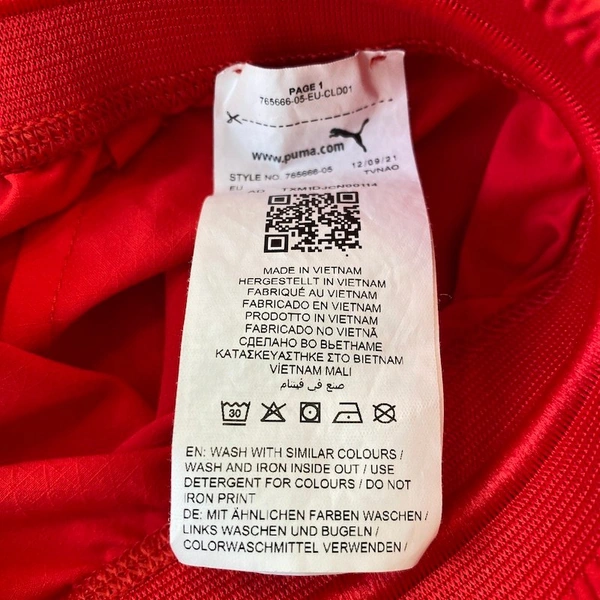 PAGE 1
765666-05-EU-CLD01
www.puma.com
STYLE NO. 765666-05 12/09/21
EU TVNAO
MADE IN VIETNAM
HERGESTELLT IN VIETNAM
FABRIQUÉ AU VIETNAM
FABRICADO EN VIETNAM
PRODOTTO IN VIETNAM
FABRICADO NO VIETNÃ
СДЕЛАНО ВО ВЬЕТНАМЕ
ΚΑΤΑΣΚΕΥΑΣΤΗΚΕ ΣΤΟ ΒΙΕΤΝΑΜ
VİETNAM MALI
صنع في فيتنام
30
EN: WASH WITH SIMILAR COLOURS /
WASH AND IRON INSIDE OUT / USE
DETERGENT FOR COLOURS / DO NOT
IRON PRINT
DE: MIT ÄHNLICHEN FARBEN WASCHEN /
LINKS WASCHEN UND BUGELN /
COLORWASCHMITTEL VERWENDEN /